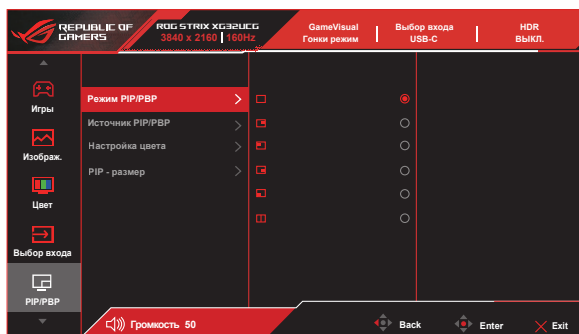 REPUBLIC OF
GAMERS
ROG STRIX XG32UCG
3840 x 2160 160Hz
GameVisual
Гонки режим
Выбор входа
USB-C
HDR
ВЫКЛ.
Игры
Изображ.
Цвет
Выбор входа
PIP/PBP
Режим PIP/PBP
Источник PIP/PBP
Настройка цвета
PIP - размер
Громкость 50
Back
Enter
Exit